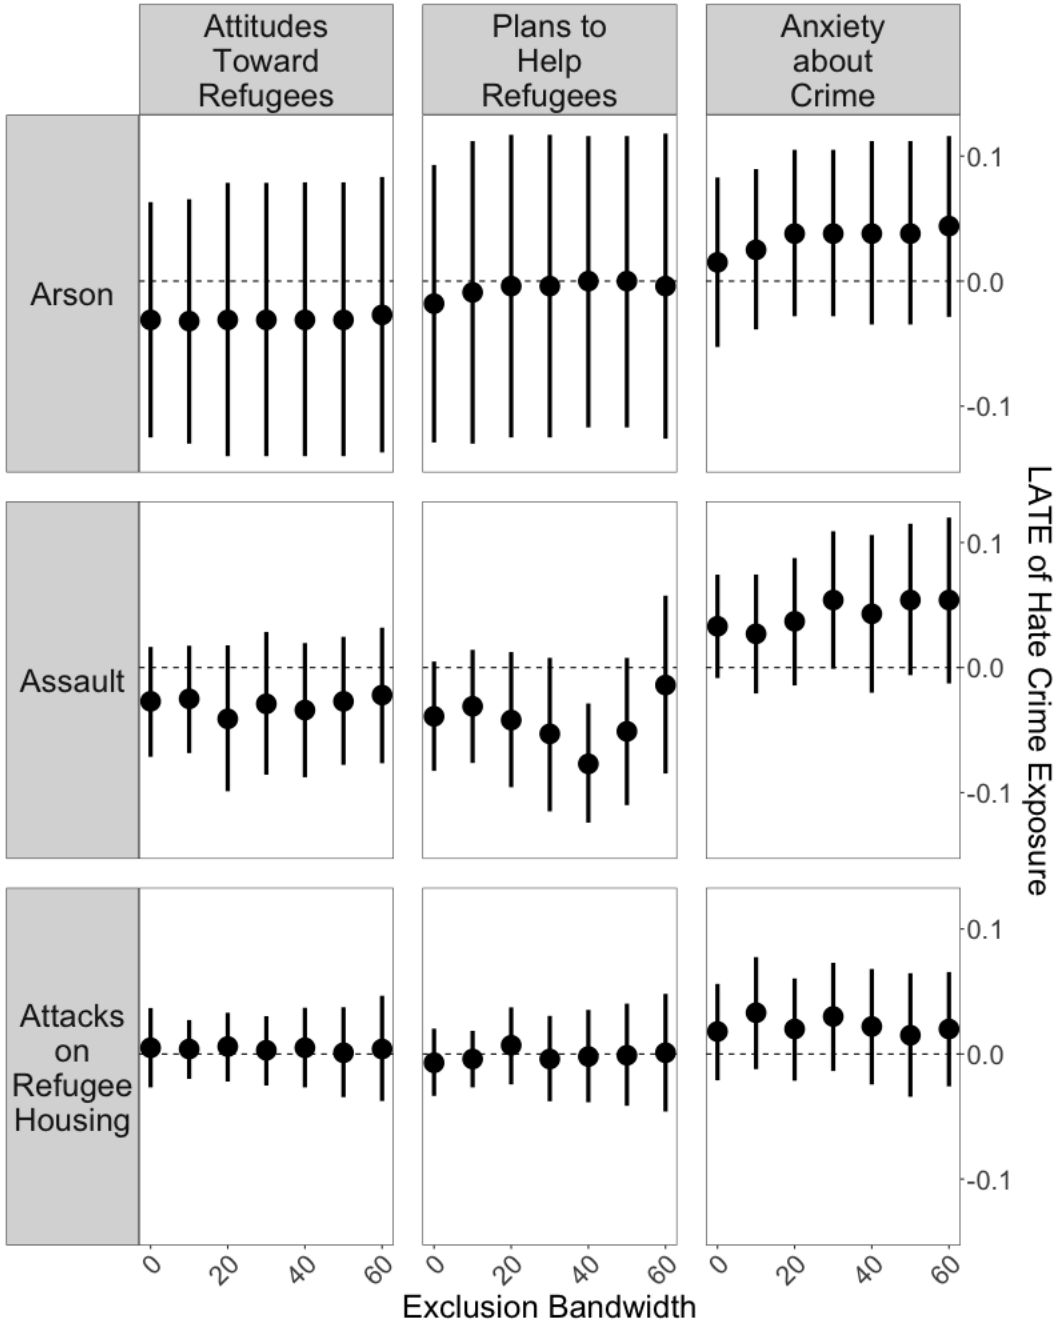 Attitudes
Toward
Refugees
Plans to
Help
Refugees
Anxiety
about
Crime
Arson
0.1
0.0
-0.1
Assault
0.1
0.0
-0.1
Attacks
on
Refugee
Housing
0.1
0.0
-0.1
LATE of Hate Crime Exposure
0 20 40 60 0 20 40 60 0 20 40 60
Exclusion Bandwidth